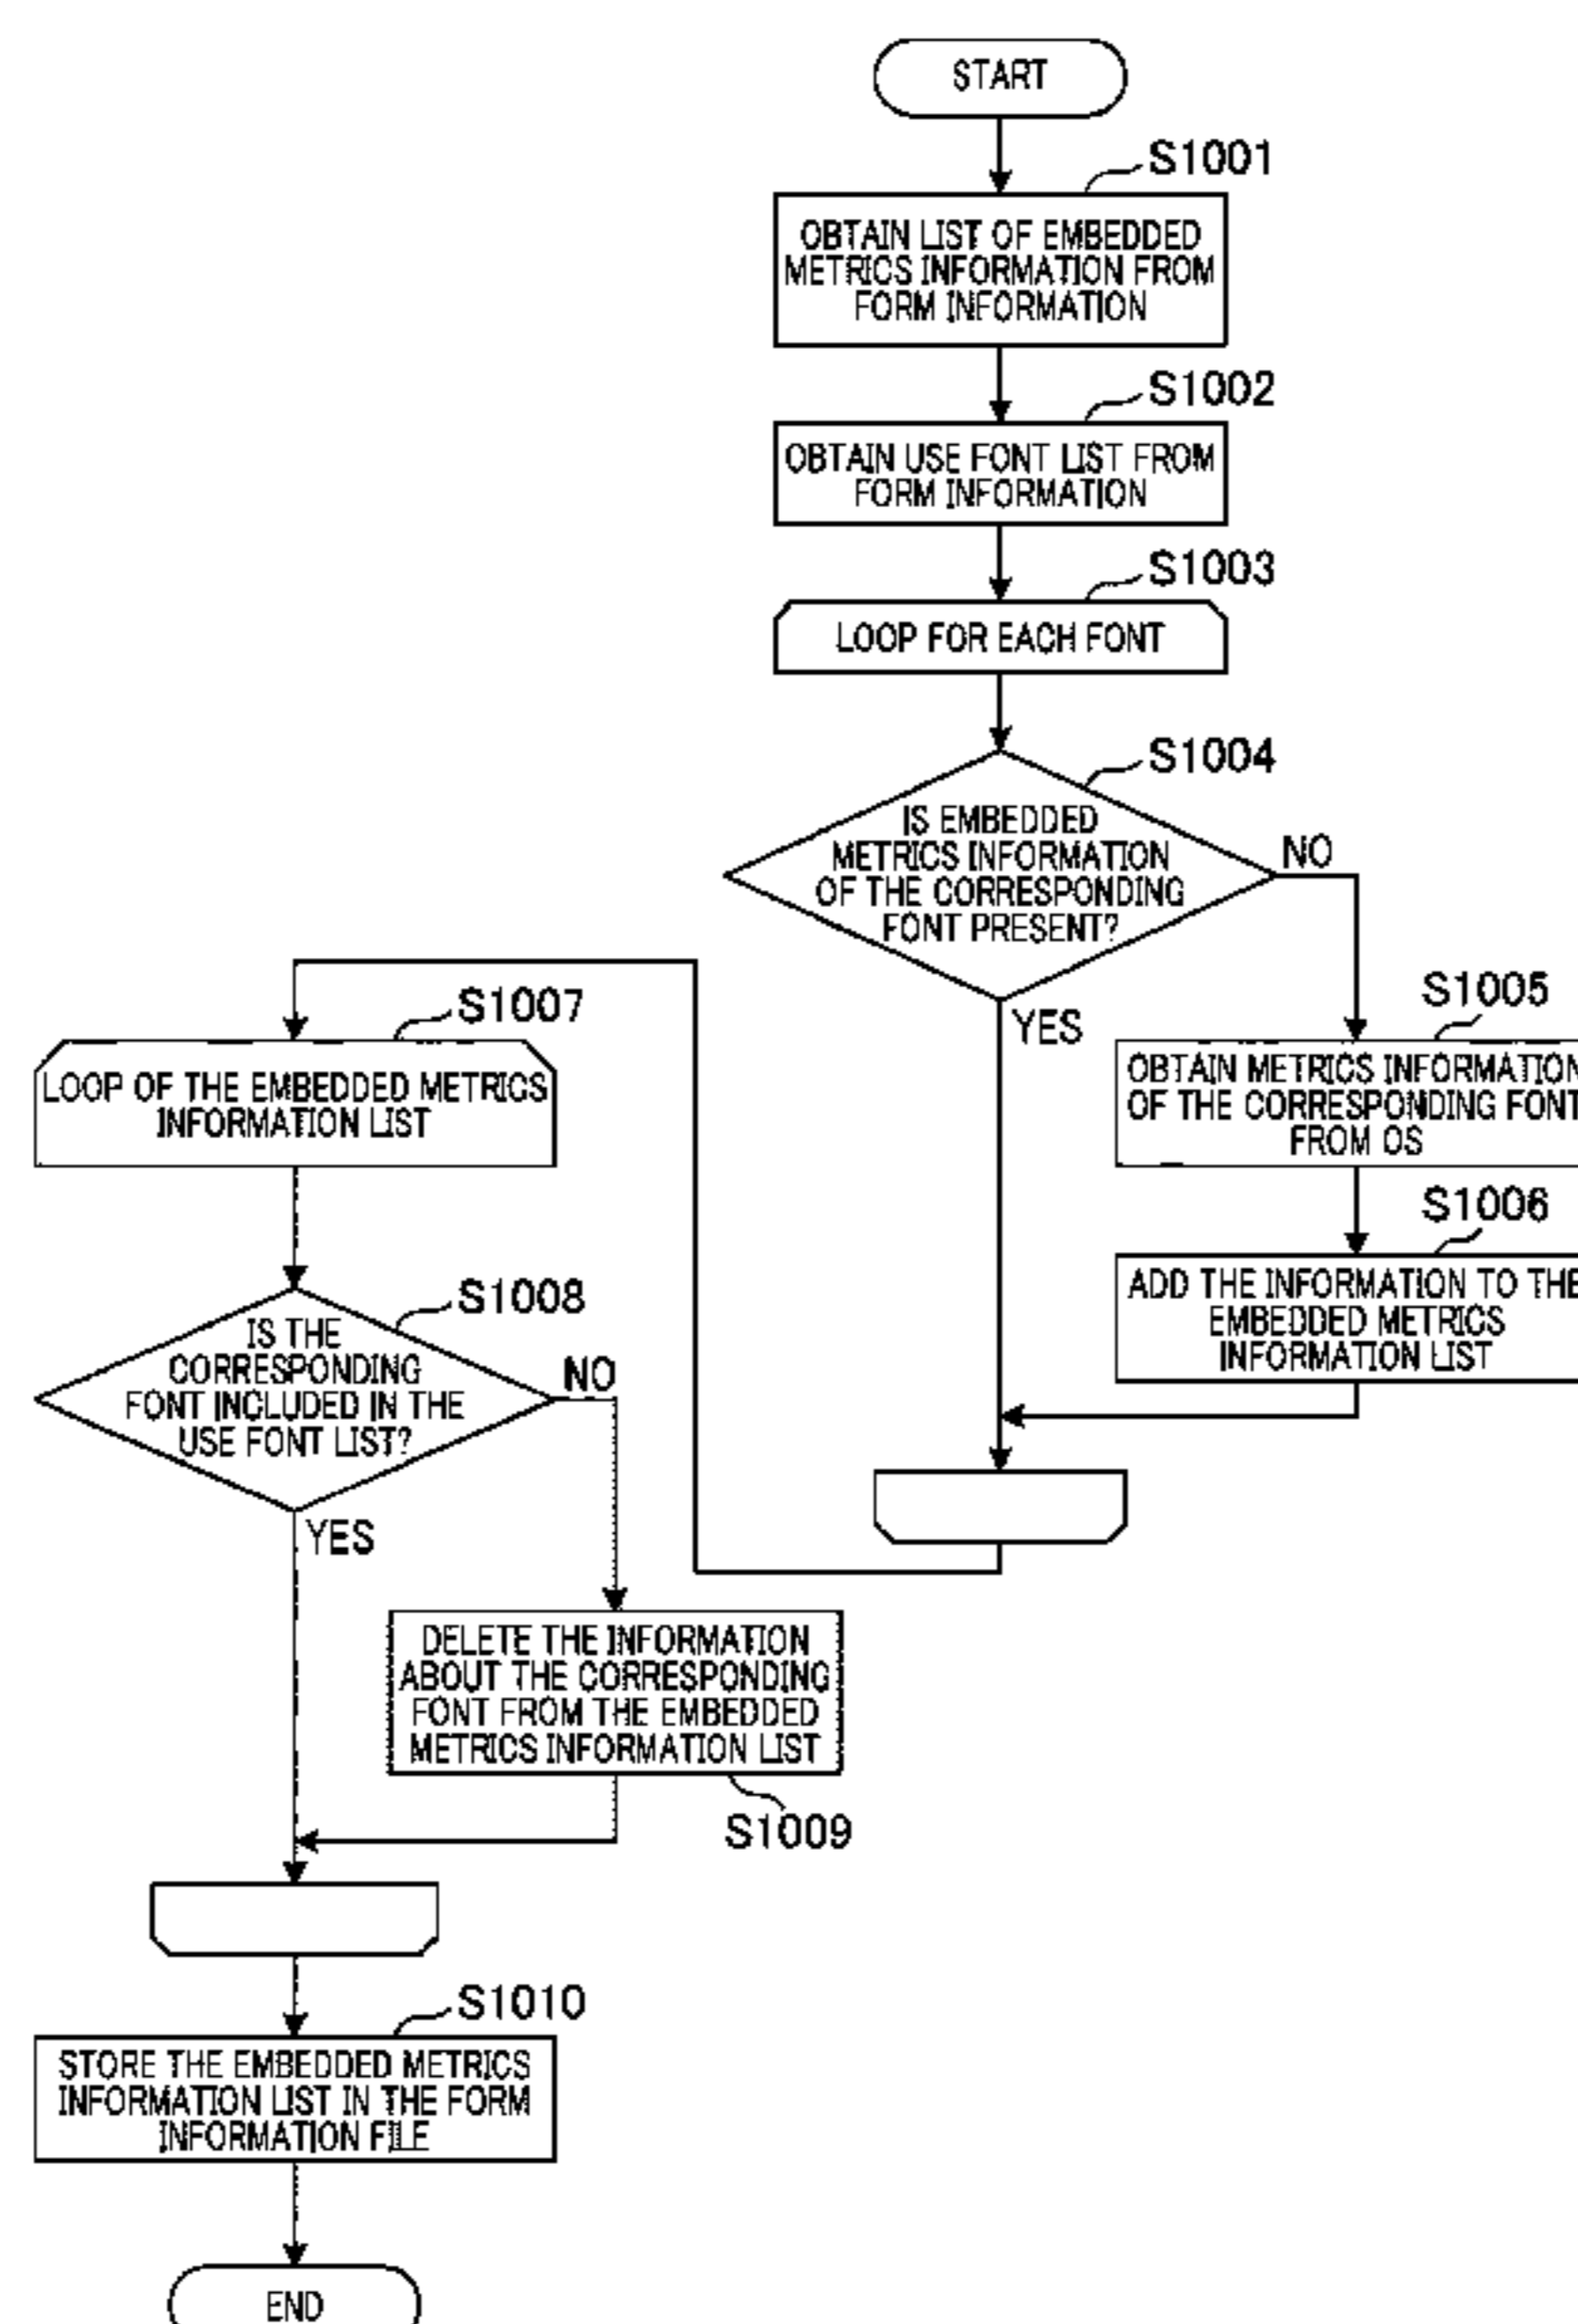 START
S1001
OBTAIN LIST OF EMBEDDED
METRICS INFORMATION FROM
FORM INFORMATION
S1002
OBTAIN USE FONT LIST FROM
FORM INFORMATION
S1003
LOOP FOR EACH FONT
S1004
IS EMBEDDED
METRICS INFORMATION
OF THE CORRESPONDING
FONT PRESENT?
NO
YES
S1005
OBTAIN METRICS INFORMATION
OF THE CORRESPONDING FONT
FROM OS
S1006
ADD THE INFORMATION TO THE
EMBEDDED METRICS
INFORMATION LIST
S1007
LOOP OF THE EMBEDDED METRICS
INFORMATION LIST
S1008
IS THE
CORRESPONDING
FONT INCLUDED IN THE
USE FONT LIST?
NO
YES
DELETE THE INFORMATION
ABOUT THE CORRESPONDING
FONT FROM THE EMBEDDED
METRICS INFORMATION LIST
S1009
S1010
STORE THE EMBEDDED METRICS
INFORMATION LIST IN THE FORM
INFORMATION FILE
END